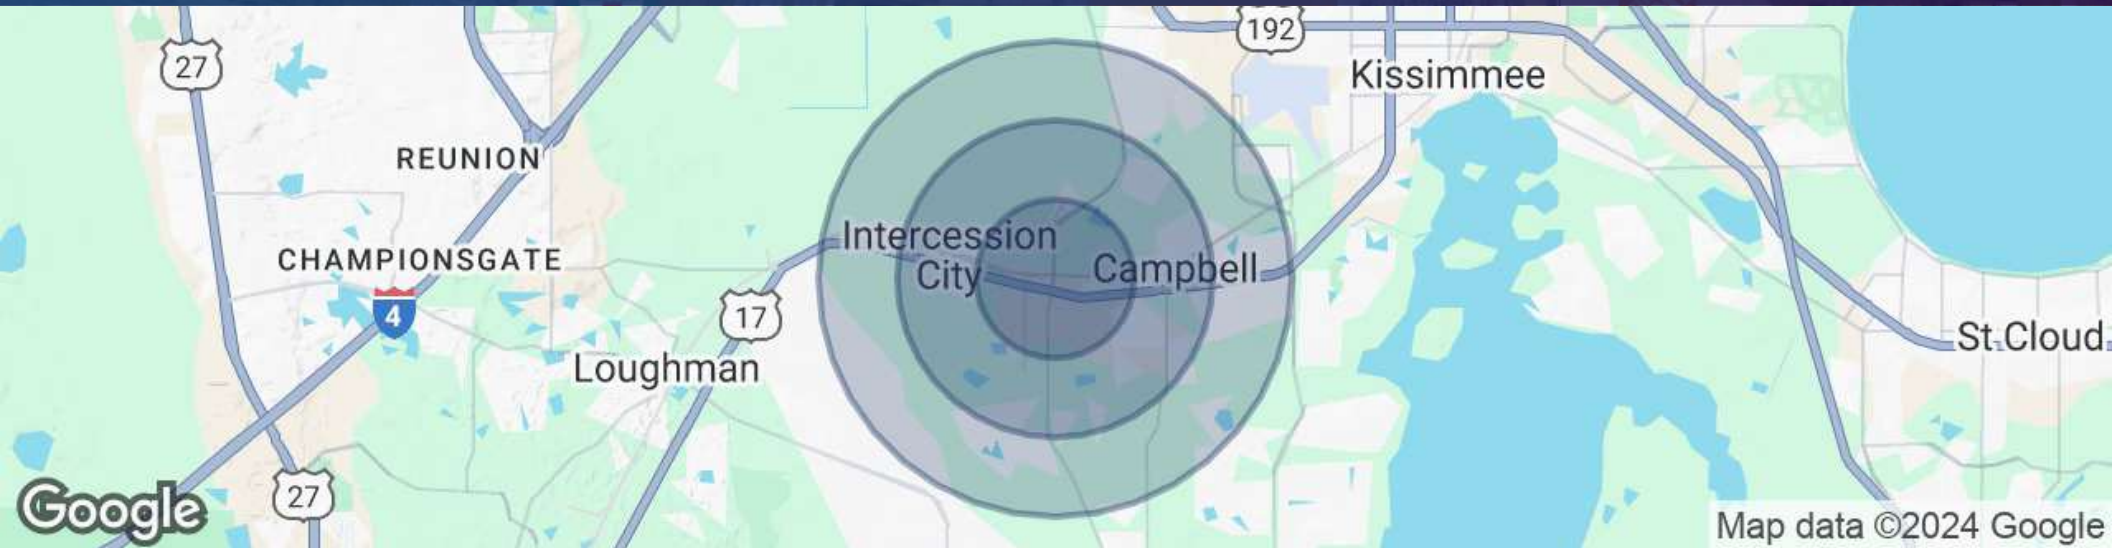 192
27
Kissimmee
REUNION
Intercession
City
CHAMPIONSGATE
Campbell
4
17
St Cloud
Loughman
27
Google
Map data ©2024 Google